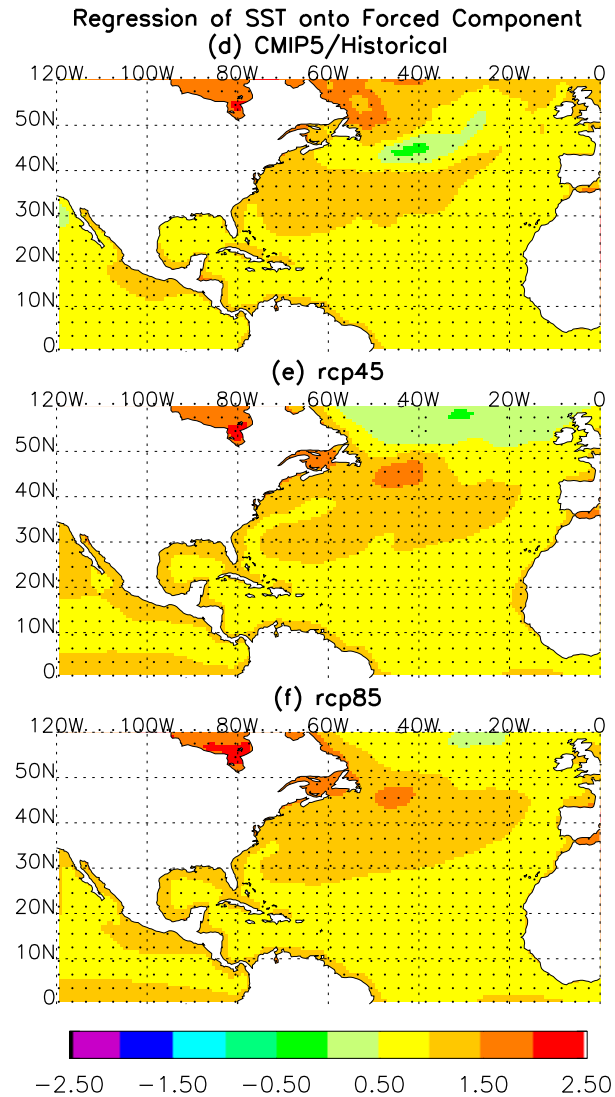 Regression of SST onto Forced Component
(d) CMIP5/Historical
120W 100W 80W 60W 40W 20W 0
50N
40N
30N
20N
10N
0
(e) rcp45
120W 100W 80W 60W 40W 20W 0
50N
40N
30N
20N
10N
0
(f) rcp85
120W 100W 80W 60W 40W 20W 0
50N
40N
30N
20N
10N
0
−2.50 −1.50 −0.50 0.50 1.50 2.50